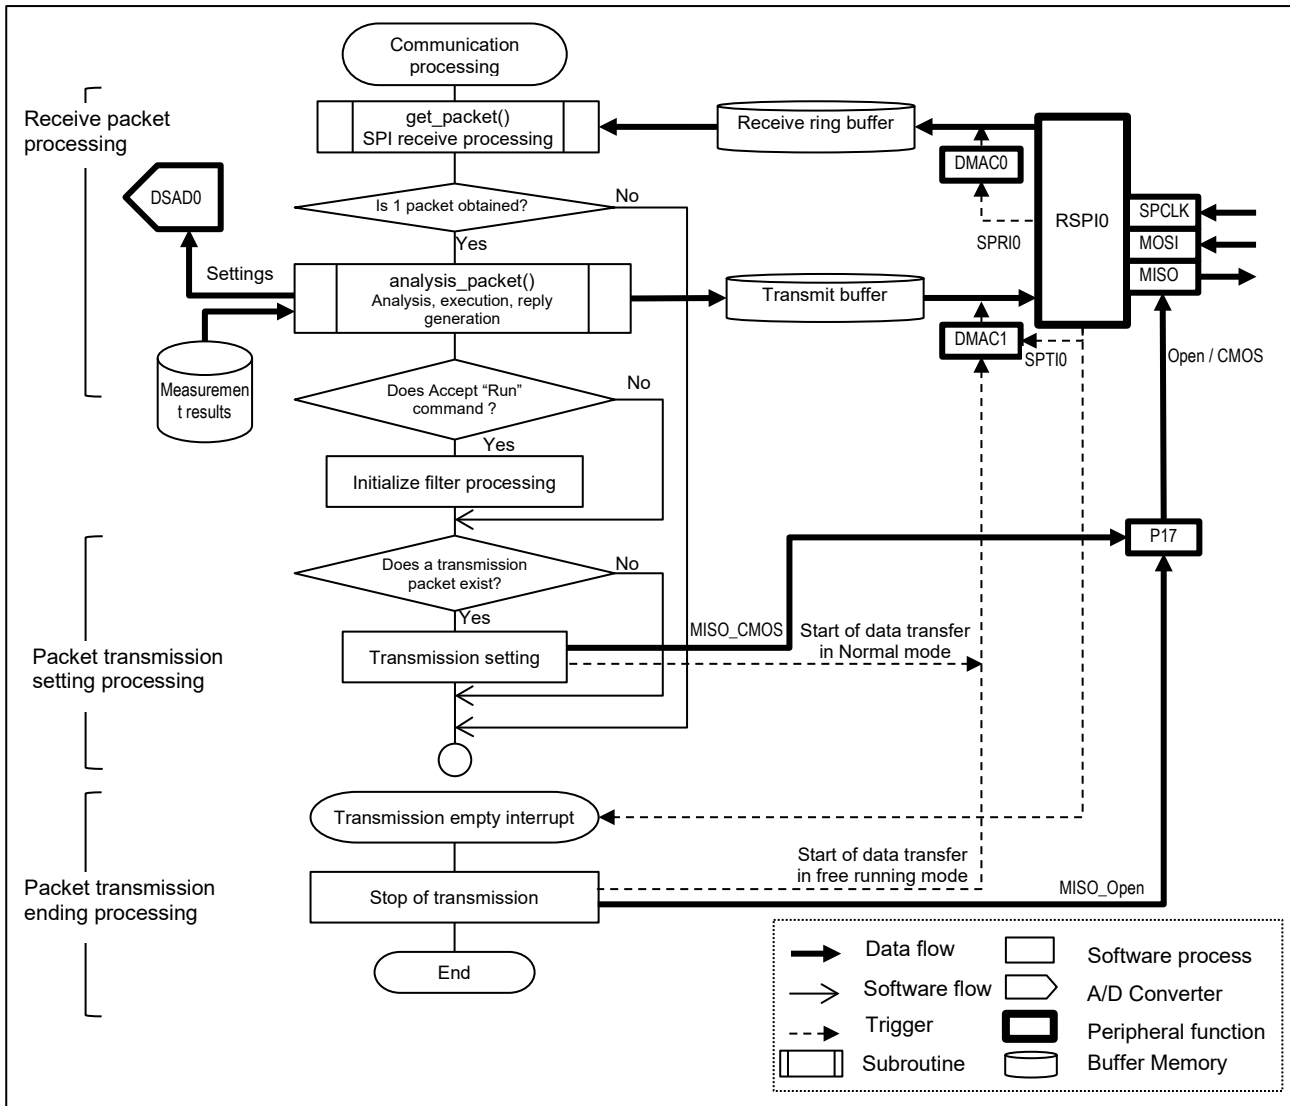 Communication
processing
Receive packet
processing
get_packet()
SPI receive processing
Receive ring buffer
DMAC0
RSPI0
DSAD0
Is 1 packet obtained?
No
SPCLK
SPRI0
MOSI
Yes
MISO
Settings
analysis_packet()
Analysis, execution, reply
generation
Transmit buffer
DMAC1
SPTI0
Open / CMOS
Measuremen
t results
Does Accept “Run”
command ?
No
Yes
Initialize filter processing
P17
Does a transmission
packet exist?
No
Yes
MISO_CMOS
Start of data transfer
in Normal mode
Packet transmission
setting processing
Transmission setting
Transmission empty interrupt
Start of data transfer
in free running mode
Packet transmission
ending processing
Stop of transmission
MISO_Open
End
Data flow
Software process
Software flow
A/D Converter
Trigger
Peripheral function
Subroutine
Buffer Memory